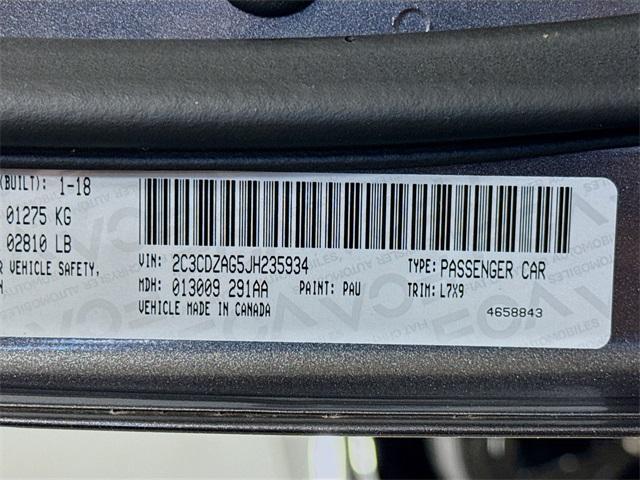 (BUILT): 1-18
01275 KG
02810 LB
R VEHICLE SAFETY,
N
VIN: 2C3CDZAG5JH235934
TYPE: PASSENGER CAR
MDH: 013009 291AA
PAINT: PAU
TRIM: L7X9
VEHICLE MADE IN CANADA
4658843